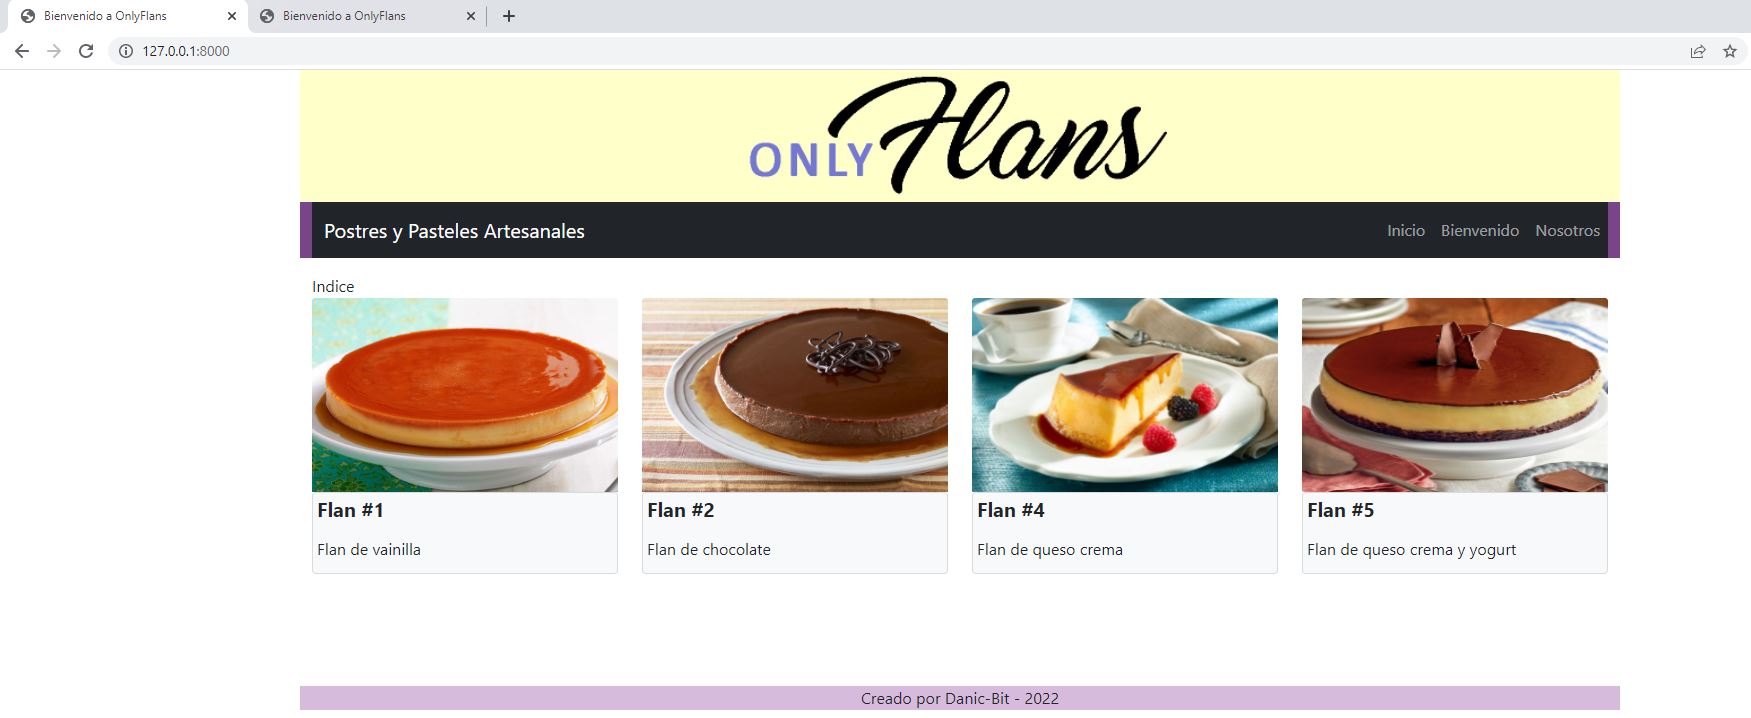 Bienvenido a OnlyFlans
Bienvenido a OnlyFlans
127.0.0.1:8000
ONLY Flans
Postres y Pasteles Artesanales
Inicio Bienvenido Nosotros
Indice
Flan #1
Flan de vainilla
Flan #2
Flan de chocolate
Flan #4
Flan de queso crema
Flan #5
Flan de queso crema y yogurt
Creado por Danic-Bit - 2022